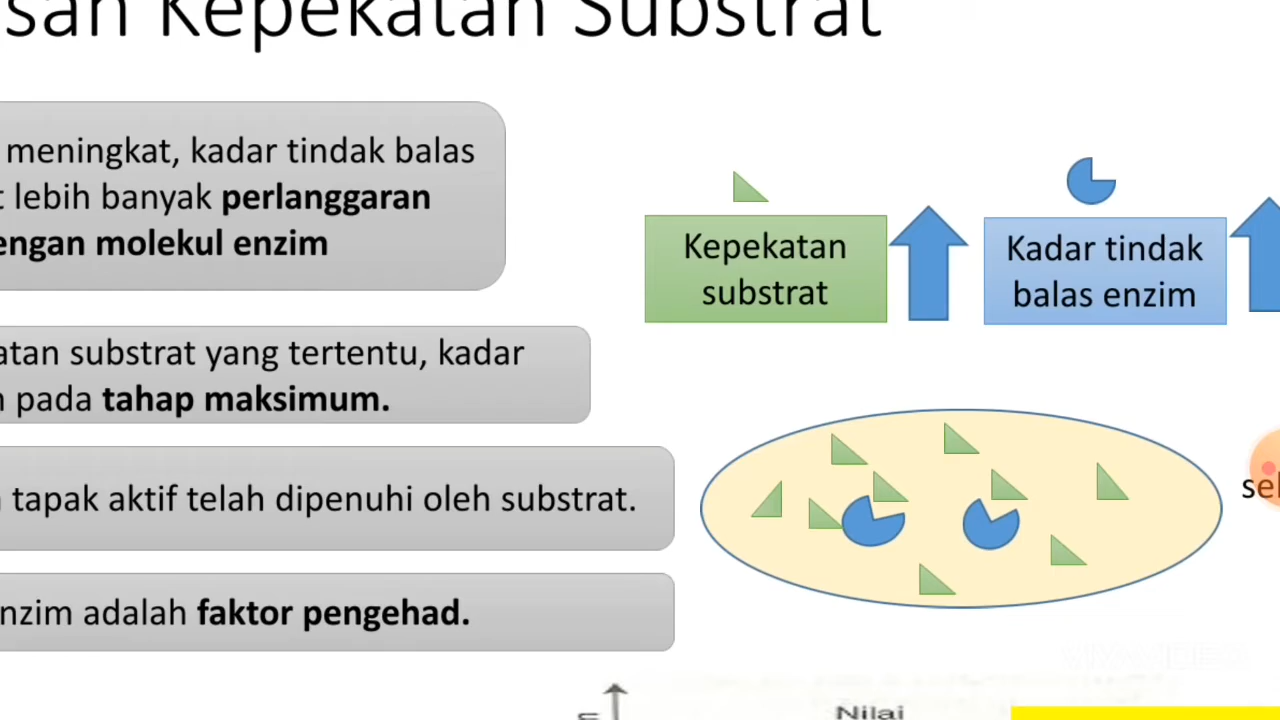 san Kepekatan Substrat
meningkat, kadar tindak balas
t lebih banyak perlanggaran
engan molekul enzim
atan substrat yang tertentu, kadar
n pada tahap maksimum.
tapak aktif telah dipenuhi oleh substrat.
nzim adalah faktor pengehad.
Kepekatan
substrat
Kadar tindak
balas enzim
sel
Nilai